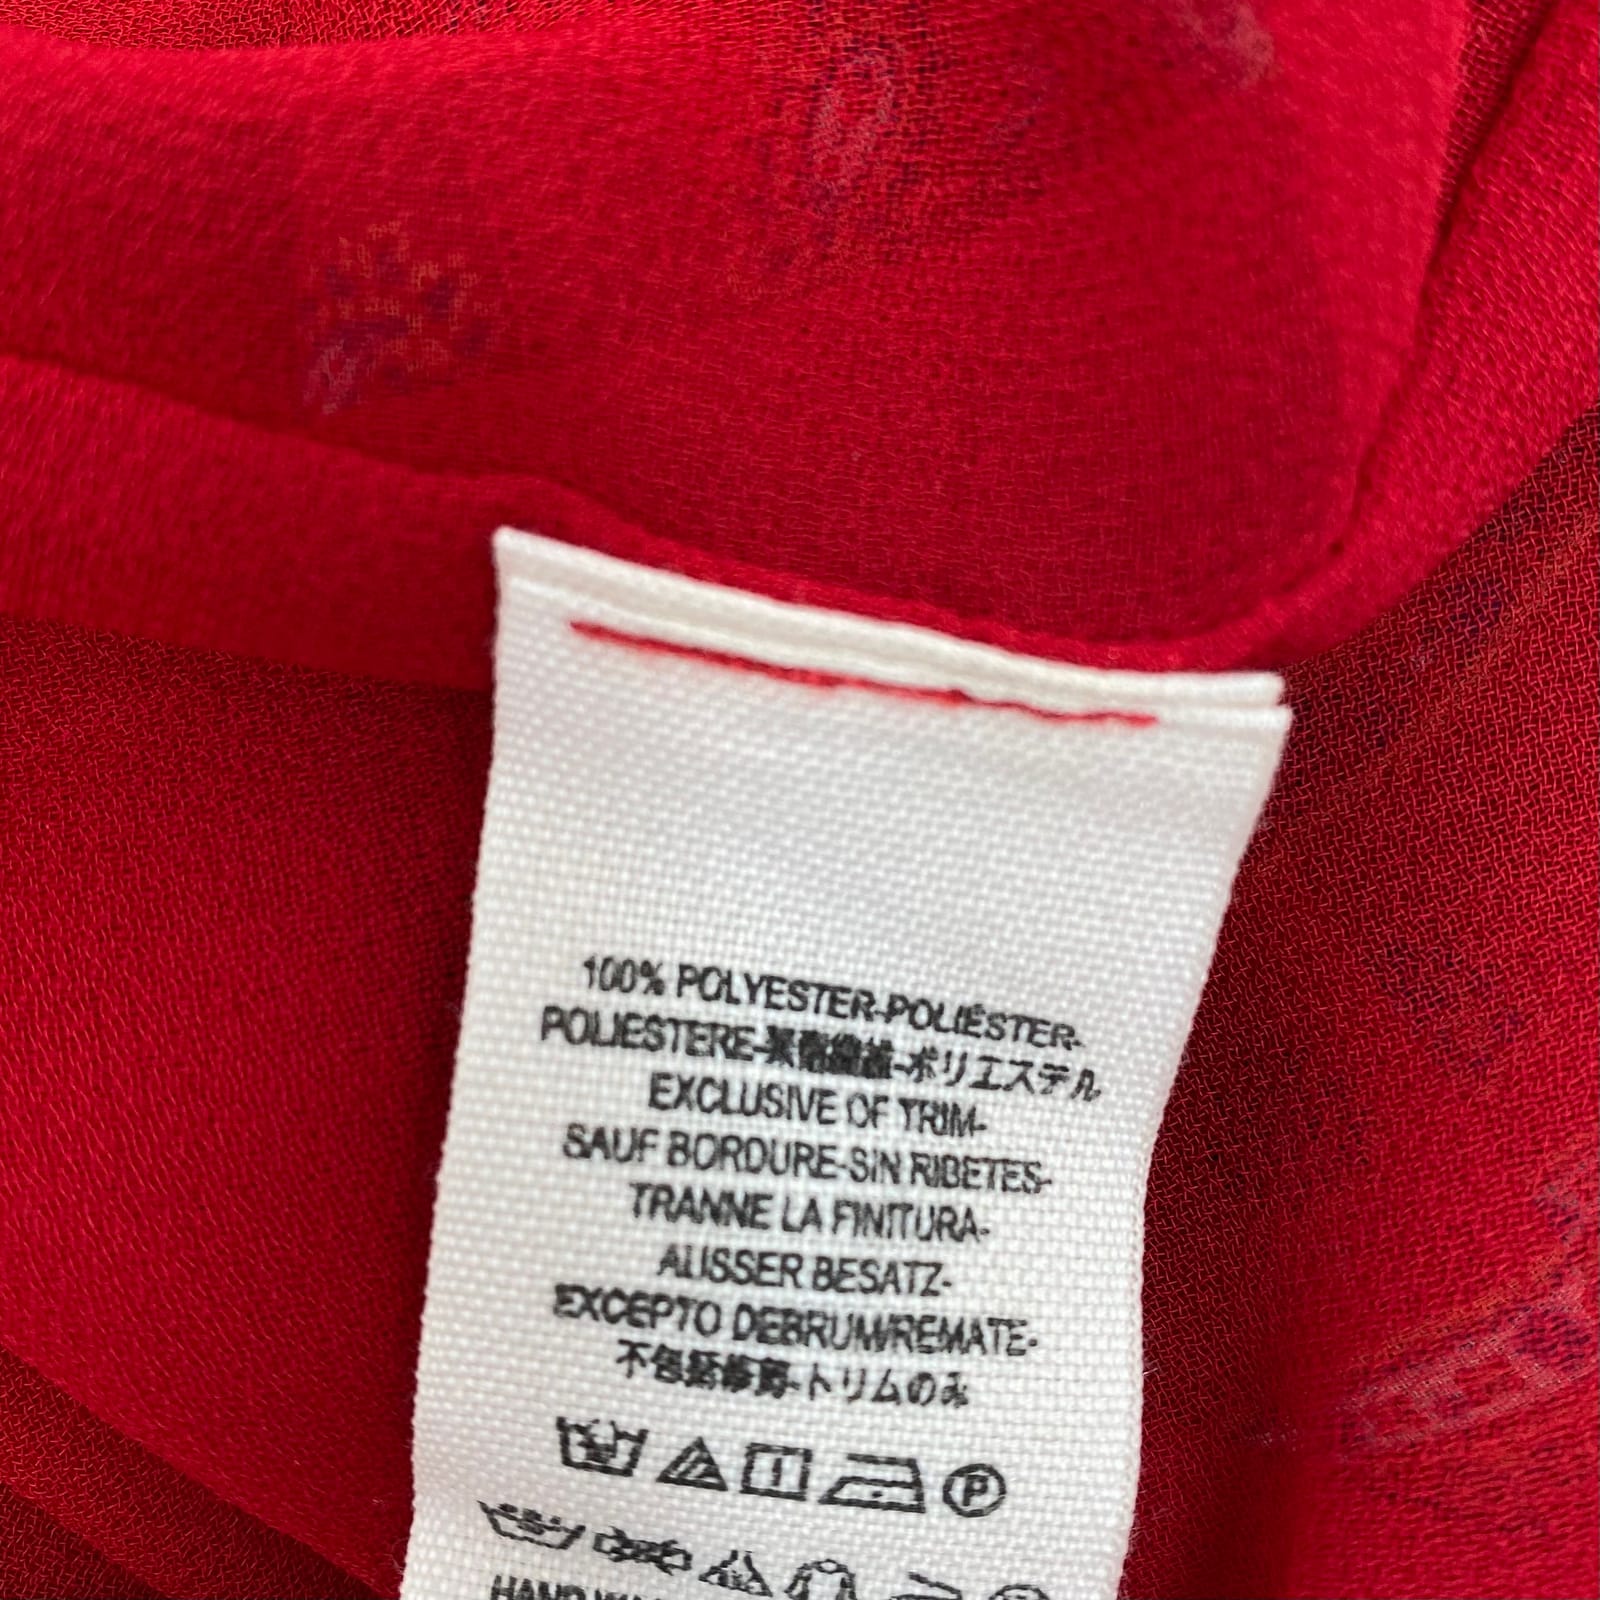 100% POLYESTER-POLIÉSTER-
POLIESTERE-聚酯纖維-ポリエステル
EXCLUSIVE OF TRIM-
SAUF BORDURE-SIN RIBETES-
TRANNE LA FINITURA-
AUSSER BESATZ-
EXCEPTO DEBRUM/REMATE-
不包括修剪-トリムのみ
P
HAND